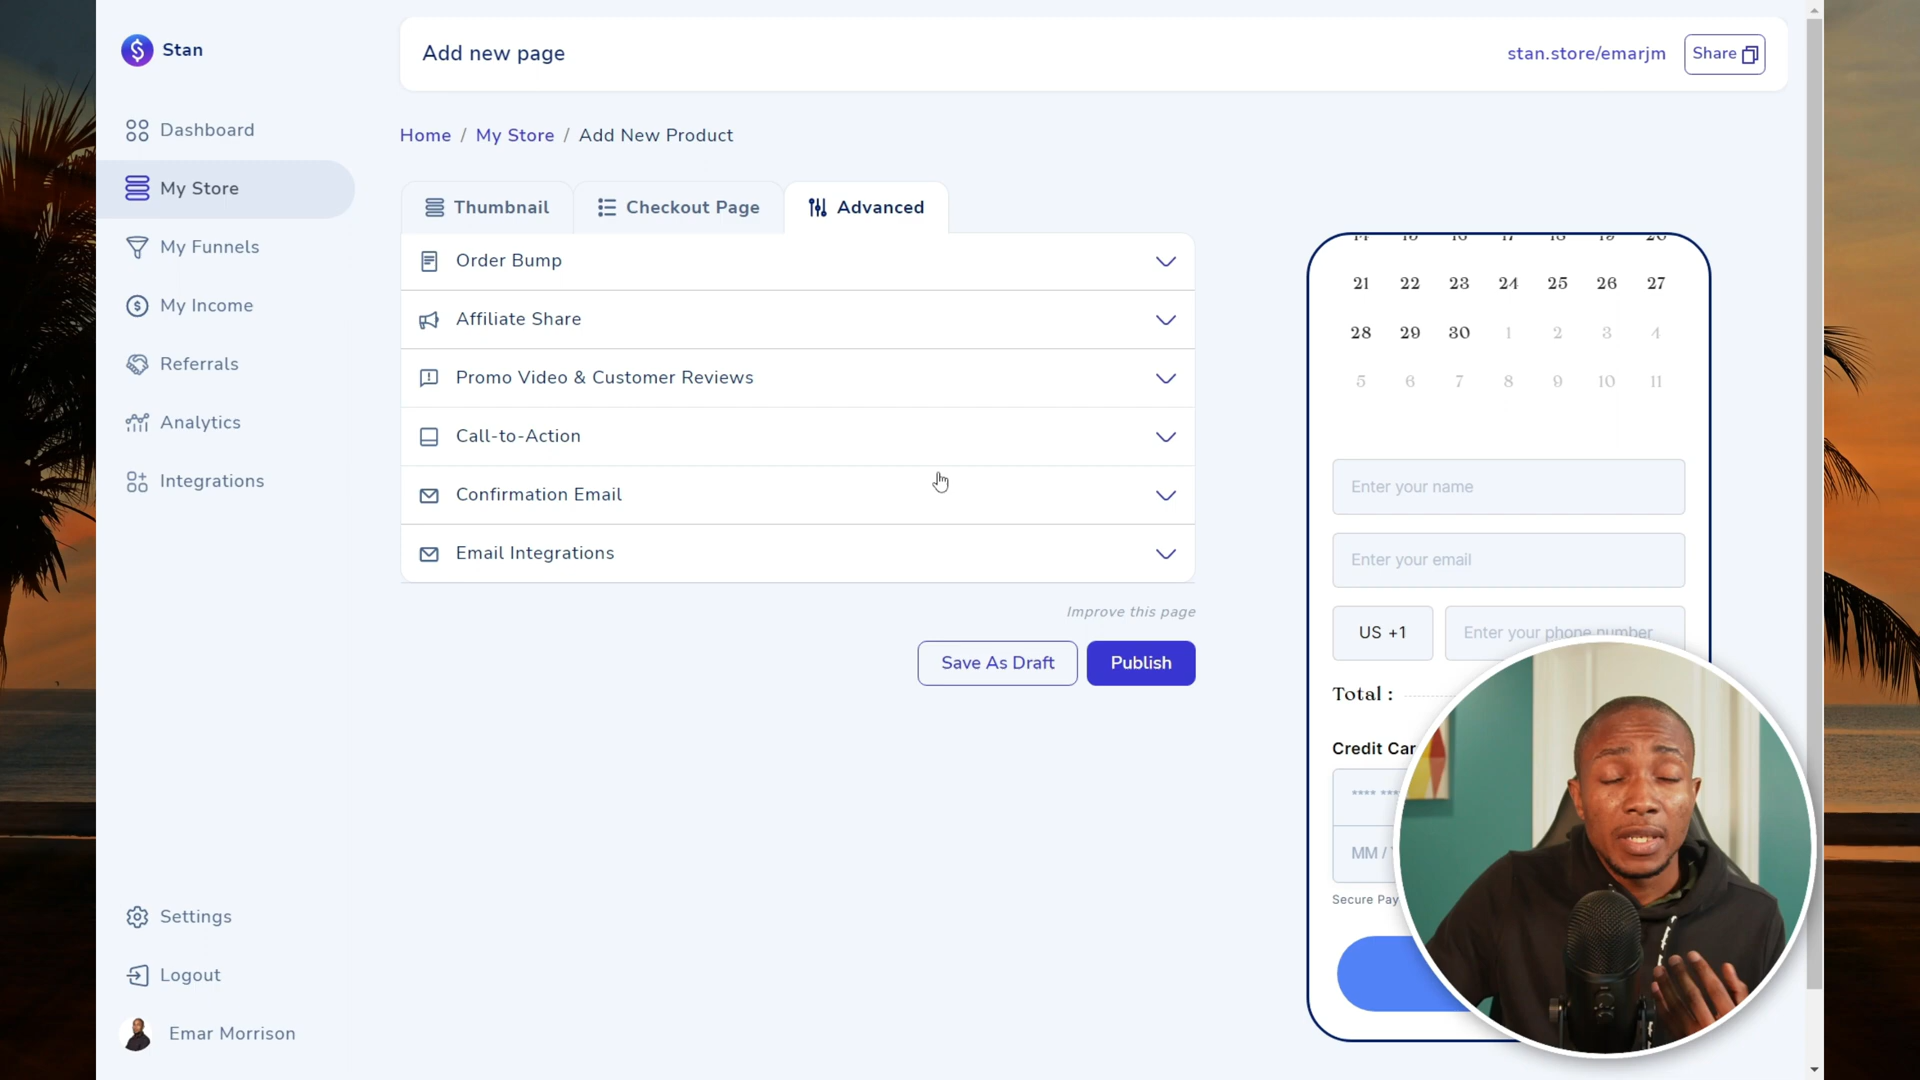 Stan
Add new page
stan.store/emarjm
Share
Dashboard
My Store
My Funnels
My Income
Referrals
Analytics
Integrations
Settings
Logout
Emar Morrison
Home / My Store / Add New Product
Thumbnail
Checkout Page
Advanced
Order Bump
Affiliate Share
Promo Video & Customer Reviews
Call-to-Action
Confirmation Email
Email Integrations
Improve this page
Save As Draft
Publish
21 22 23 24 25 26 27
28 29 30 1 2 3 4
5 6 7 8 9 10 11
Enter your name
Enter your email
US +1
Enter your phone number
Total :
Credit Car
**** ***
MM /
Secure Pay